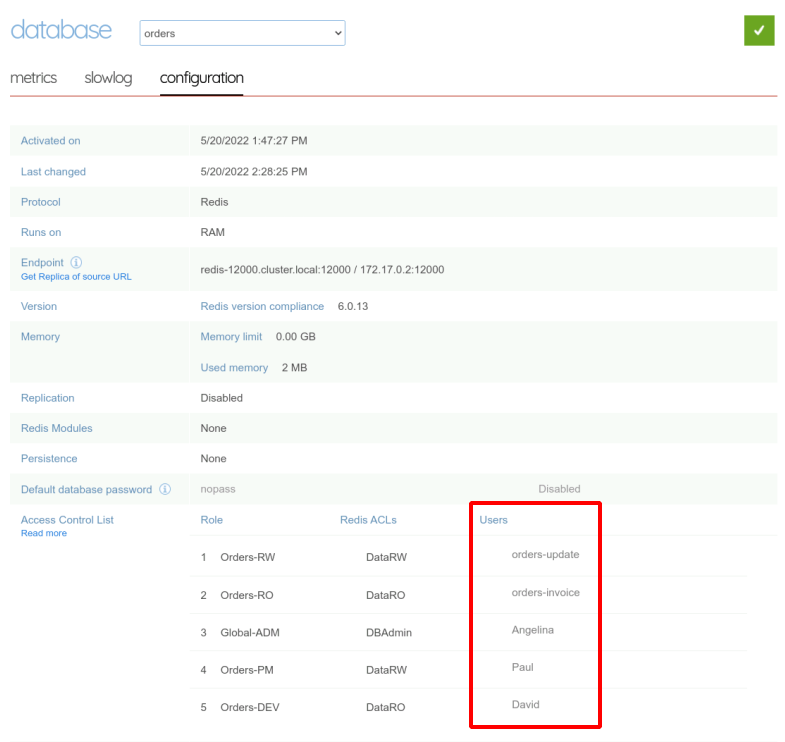 database orders
metrics slowlog configuration
Activated on 5/20/2022 1:47:27 PM
Last changed 5/20/2022 2:28:25 PM
Protocol Redis
Runs on RAM
Endpoint
Get Replica of source URL
redis-12000.cluster.local:12000 / 172.17.0.2:12000
Version Redis version compliance 6.0.13
Memory Memory limit 0.00 GB
Used memory 2 MB
Replication Disabled
Redis Modules None
Persistence None
Default database password nopass Disabled
Access Control List
Read more
Role Redis ACLs Users
1 Orders-RW DataRW orders-update
2 Orders-RO DataRO orders-invoice
3 Global-ADM DBAdmin Angelina
4 Orders-PM DataRW Paul
5 Orders-DEV DataRO David